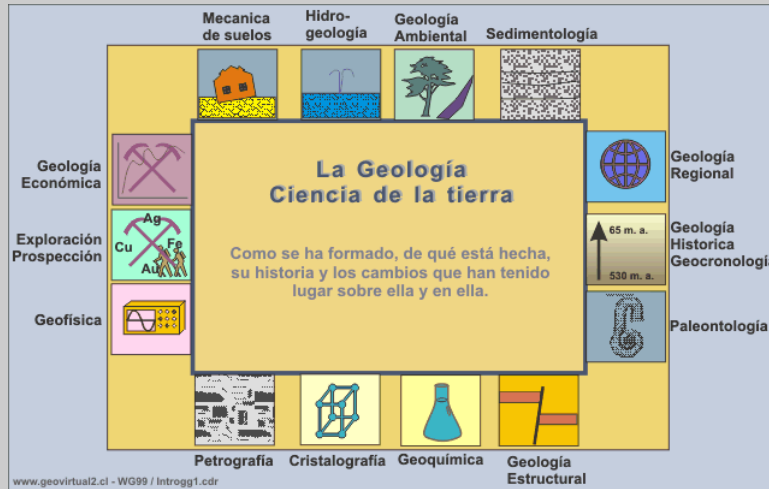 Mecanica
de suelos
Hidro-
geología
Geología
Ambiental
Sedimentología
Geología
Económica
Exploración
Prospección
Geofísica
Ag
Cu
Fe
Au
La Geología
Ciencia de la tierra
Como se ha formado, de qué está hecha,
su historia y los cambios que han tenido
lugar sobre ella y en ella.
Geología
Regional
65 m. a.
530 m. a.
Geología
Historica
Geocronología
Paleontología
Petrografía
Cristalografía
Geoquímica
Geología
Estructural
www.geovirtual2.cl - WG99 / Introgg1.cdr